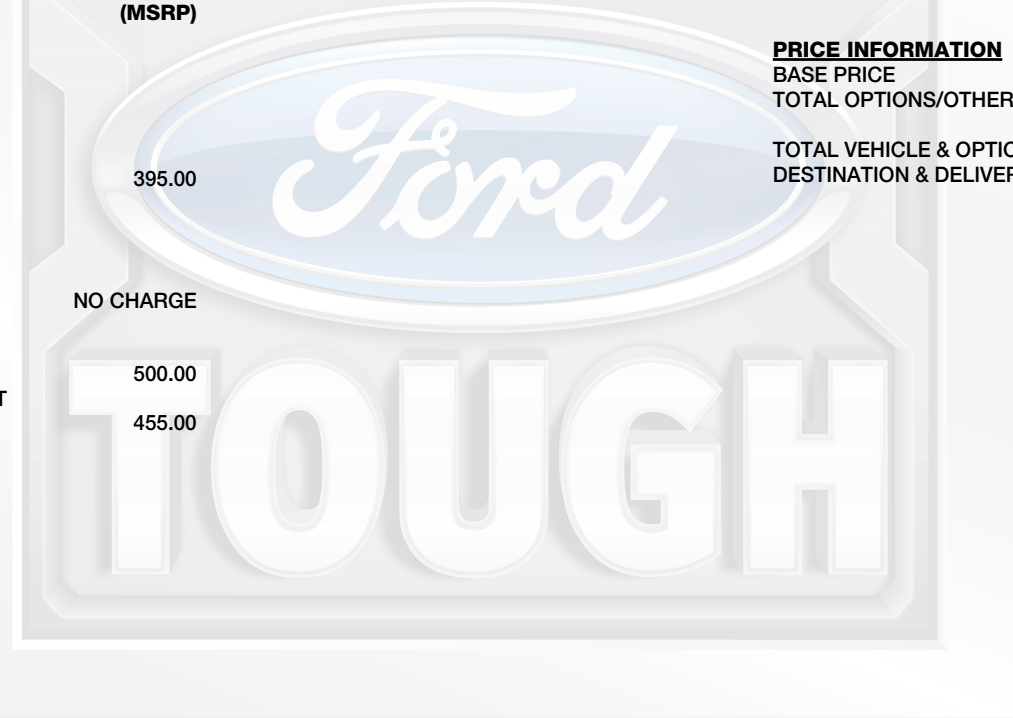 (MSRP)
395.00
NO CHARGE
500.00
T
455.00
PRICE INFORMATION
BASE PRICE
TOTAL OPTIONS/OTHER
TOTAL VEHICLE & OPTIO
DESTINATION & DELIVER
Ford
TOUGH